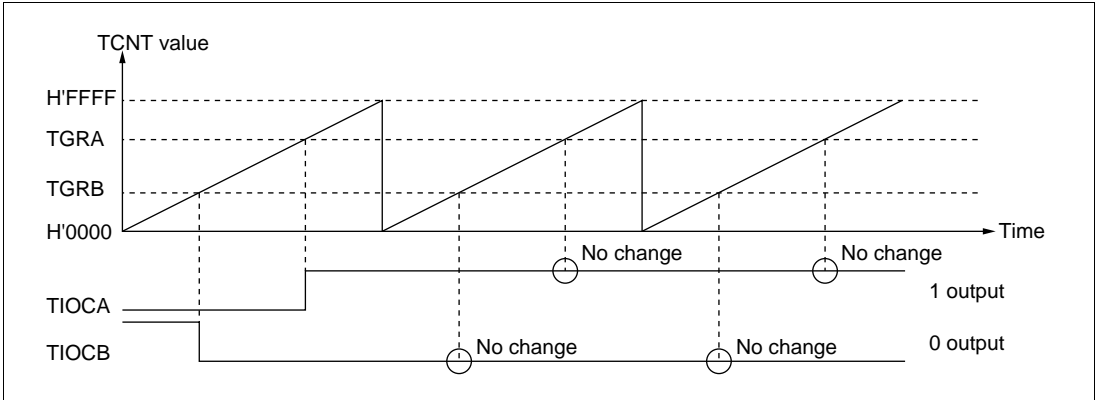 TCNT value
H'FFFF
TGRA
TGRB
H'0000
Time
No change
No change
TIOCA
1 output
No change
No change
TIOCB
0 output